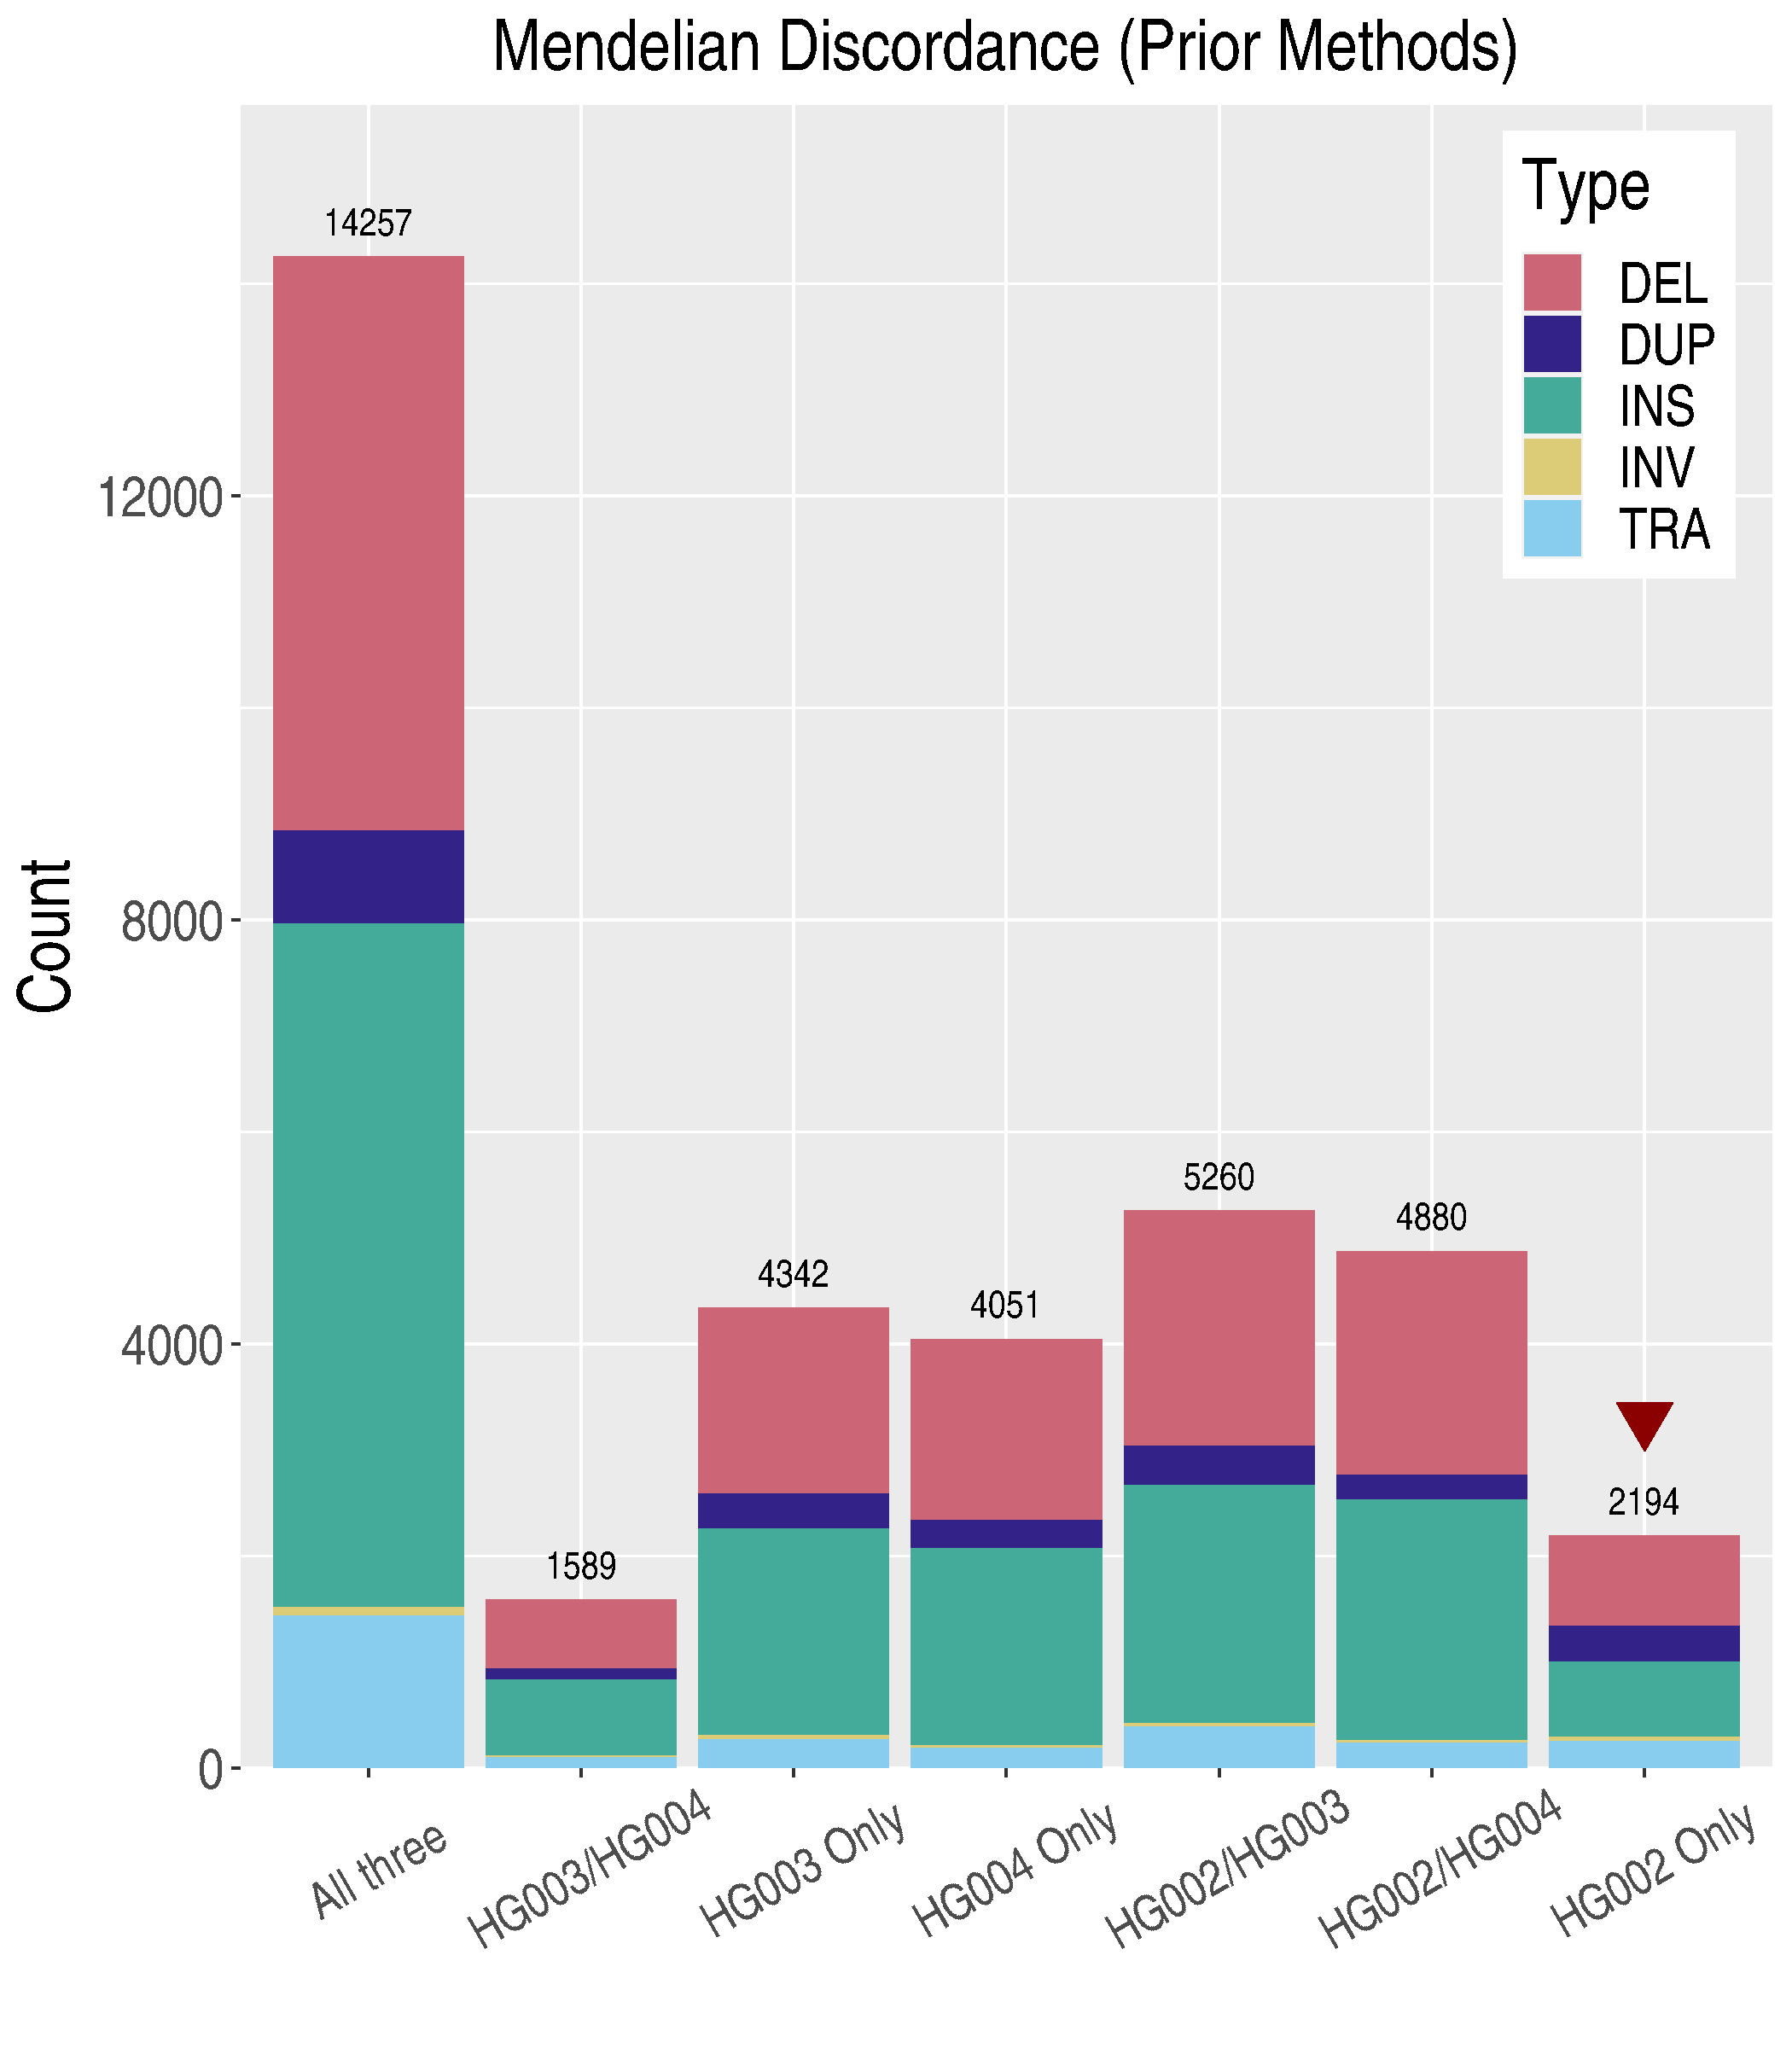 Mendelian Discordance (Prior Methods)
Type
DEL
DUP
INS
INV
TRA
Count
12000
8000
4000
0
14257
1589
4342
4051
5260
4880
2194
All three
HG003/HG004
HG003 Only
HG004 Only
HG002/HG003
HG002/HG004
HG002 Only